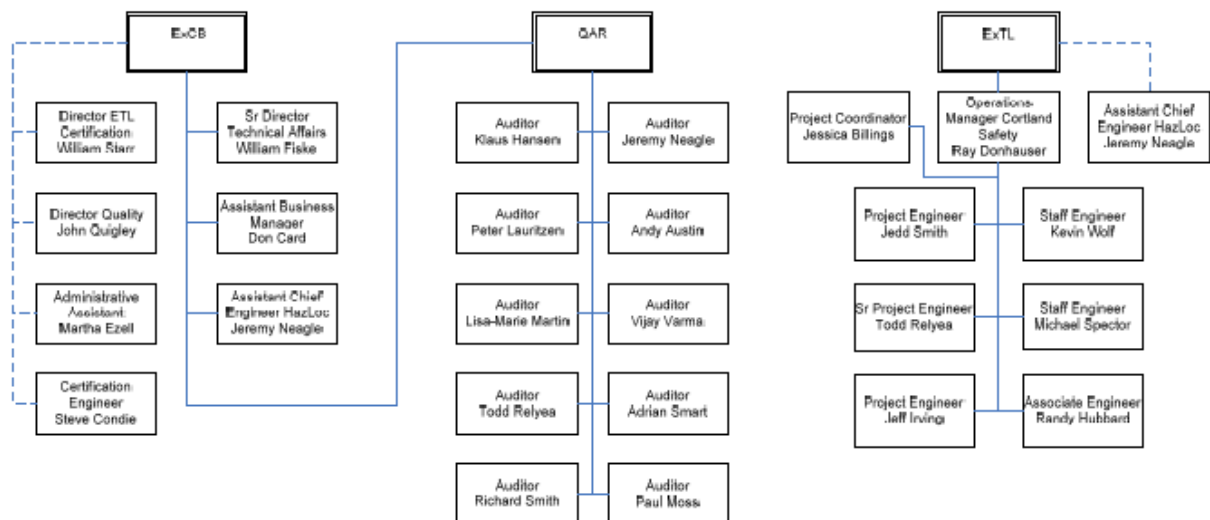 ExCB
QAR
ExTL
Director ETL
Certification
William Starr
Sr Director
Technical Affairs
William Fiske
Director Quality
John Quigley
Assistant Business
Manager
Don Card
Administrative
Assistant
Martha Ezell
Assistant Chief
Engineer HazLoc
Jeremy Neagle
Certification
Engineer
Steve Condie
Auditor
Klaus Hansen
Auditor
Jeremy Neagle
Auditor
Peter Lauritzen
Auditor
Andy Austin
Auditor
Lisa-Marie Martin
Auditor
Vijay Varma
Auditor
Todd Relyea
Auditor
Adrian Smart
Auditor
Richard Smith
Auditor
Paul Moss
Project Coordinator
Jessica Billings
Operations
Manager Cortland
Safety
Ray Donhauser
Assistant Chief
Engineer HazLoc
Jeremy Neagle
Project Engineer
Jedd Smith
Staff Engineer
Kevin Wolf
Sr Project Engineer
Todd Relyea
Staff Engineer
Michael Spector
Project Engineer
Jeff Irving
Associate Engineer
Randy Hubbard